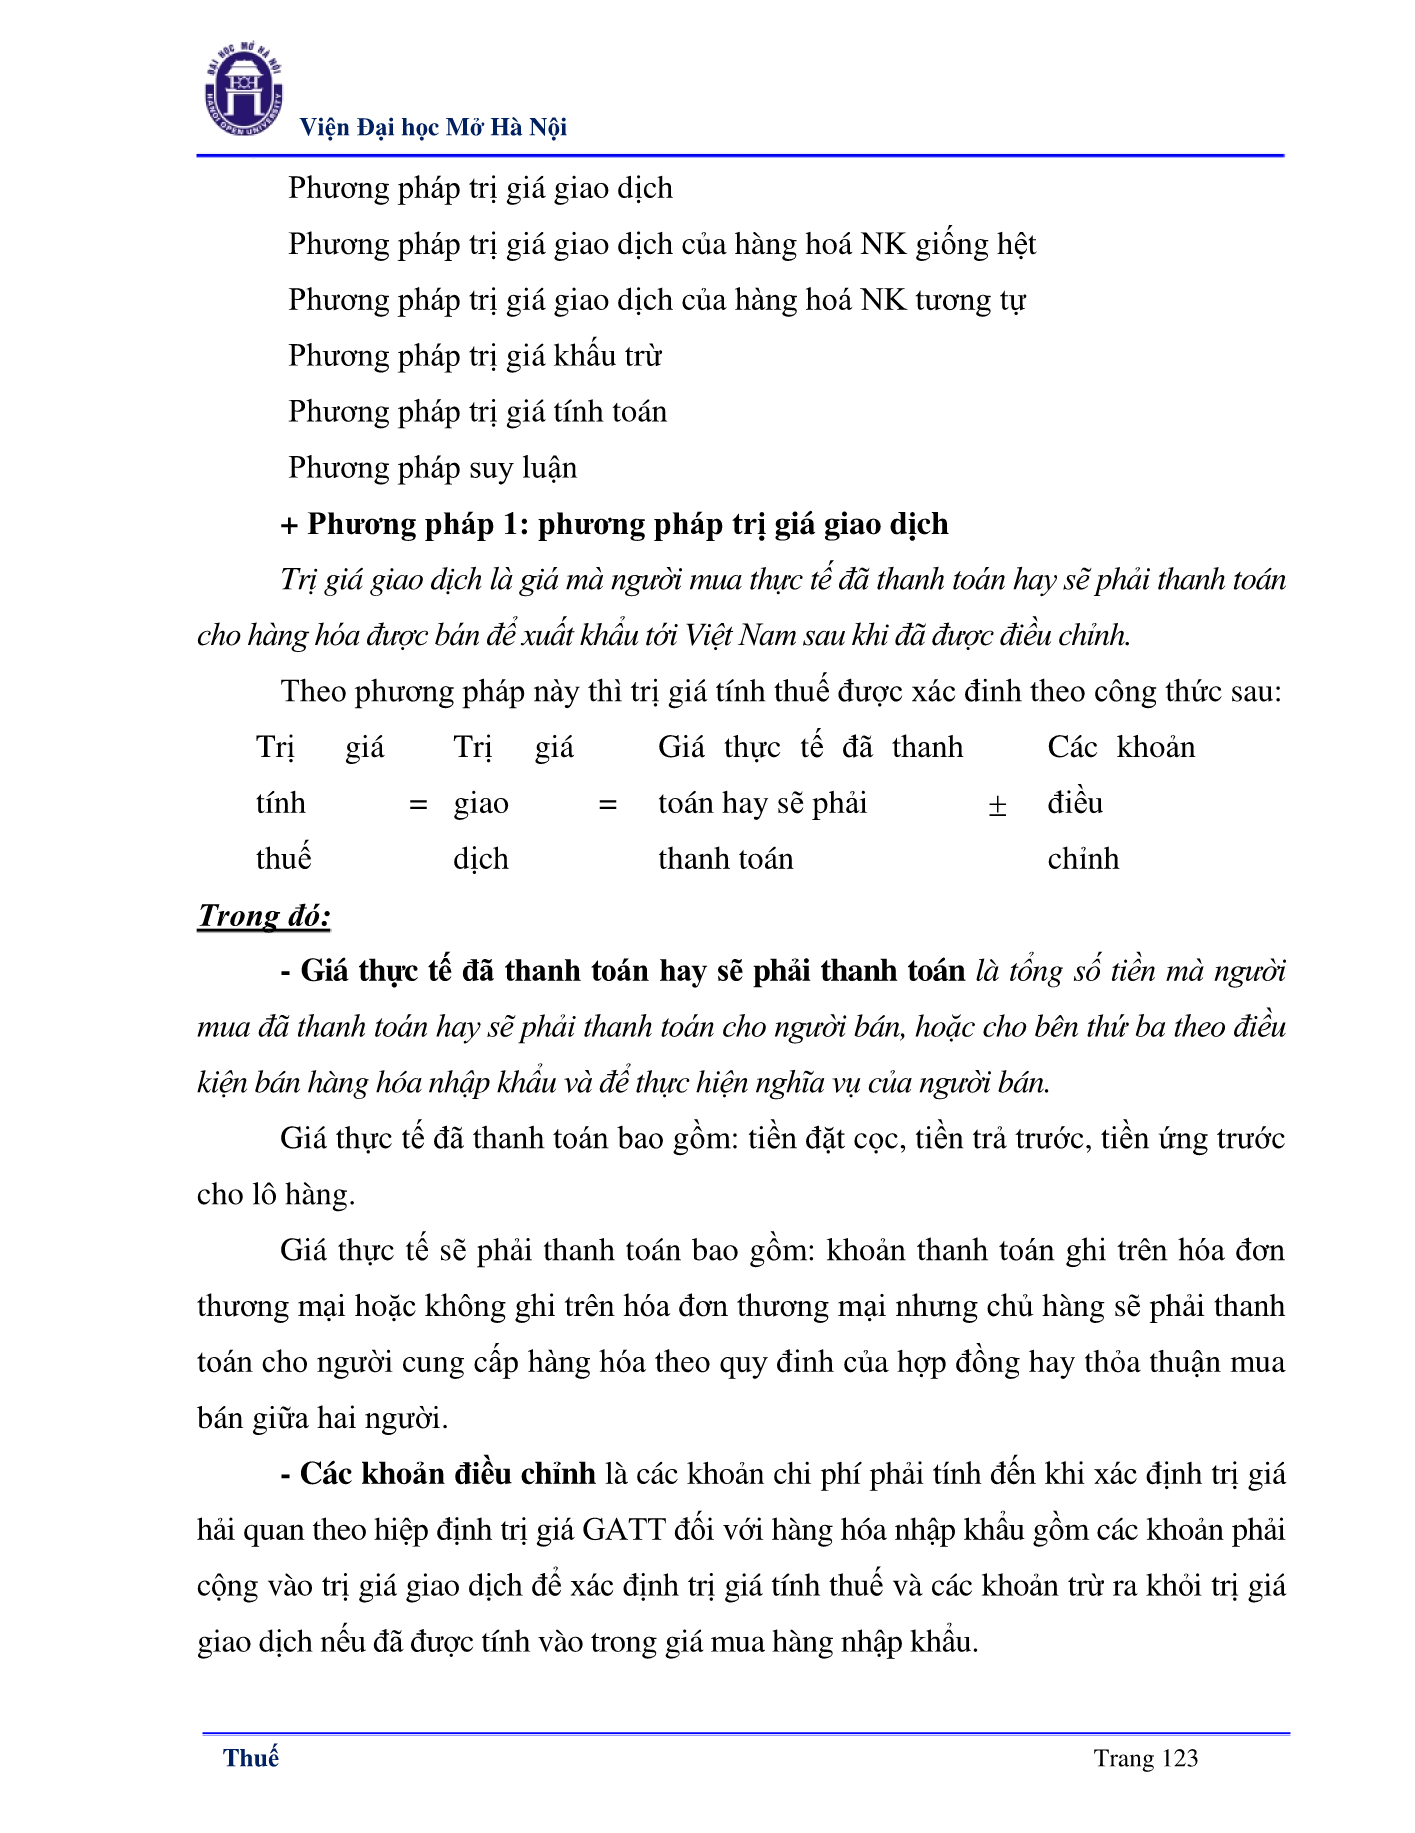 ĐẠI HỌC MỞ HÀ NỘI
HANOI OPEN UNIVERSITY
Viện Đại học Mở Hà Nội
Phương pháp trị giá giao dịch
Phương pháp trị giá giao dịch của hàng hoá NK giống hệt
Phương pháp trị giá giao dịch của hàng hoá NK tương tự
Phương pháp trị giá khấu trừ
Phương pháp trị giá tính toán
Phương pháp suy luận
+ Phương pháp 1: phương pháp trị giá giao dịch
Trị giá giao dịch là giá mà người mua thực tế đã thanh toán hay sẽ phải thanh toán
cho hàng hóa được bán để xuất khẩu tới Việt Nam sau khi đã được điều chỉnh.
Theo phương pháp này thì trị giá tính thuế được xác đinh theo công thức sau:
Trị giá Trị giá Giá thực tế đã thanh Các khoản
tính = giao = toán hay sẽ phải ± điều
thuế dịch thanh toán chỉnh
Trong đó:
- Giá thực tế đã thanh toán hay sẽ phải thanh toán là tổng số tiền mà người
mua đã thanh toán hay sẽ phải thanh toán cho người bán, hoặc cho bên thứ ba theo điều
kiện bán hàng hóa nhập khẩu và để thực hiện nghĩa vụ của người bán.
Giá thực tế đã thanh toán bao gồm: tiền đặt cọc, tiền trả trước, tiền ứng trước
cho lô hàng.
Giá thực tế sẽ phải thanh toán bao gồm: khoản thanh toán ghi trên hóa đơn
thương mại hoặc không ghi trên hóa đơn thương mại nhưng chủ hàng sẽ phải thanh
toán cho người cung cấp hàng hóa theo quy đinh của hợp đồng hay thỏa thuận mua
bán giữa hai người.
- Các khoản điều chỉnh là các khoản chi phí phải tính đến khi xác định trị giá
hải quan theo hiệp định trị giá GATT đối với hàng hóa nhập khẩu gồm các khoản phải
cộng vào trị giá giao dịch để xác định trị giá tính thuế và các khoản trừ ra khỏi trị giá
giao dịch nếu đã được tính vào trong giá mua hàng nhập khẩu.
Thuế Trang 123